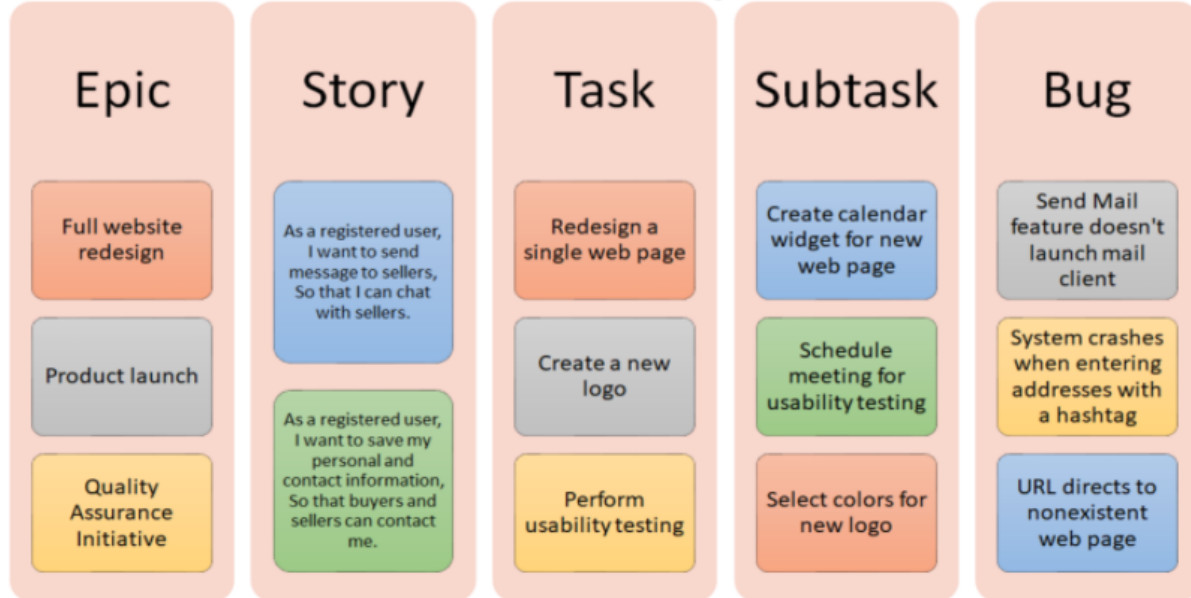 Epic
Full website
redesign
Product launch
Quality
Assurance
Initiative
Story
As a registered user,
I want to send
message to sellers,
So that I can chat
with sellers.
As a registered user,
I want to save my
personal and
contact information,
So that buyers and
sellers can contact
me.
Task
Redesign a
single web page
Create a new
logo
Perform
usability testing
Subtask
Create calendar
widget for new
web page
Schedule
meeting for
usability testing
Select colors for
new logo
Bug
Send Mail
feature doesn't
launch mail
client
System crashes
when entering
addresses with
a hashtag
URL directs to
nonexistent
web page